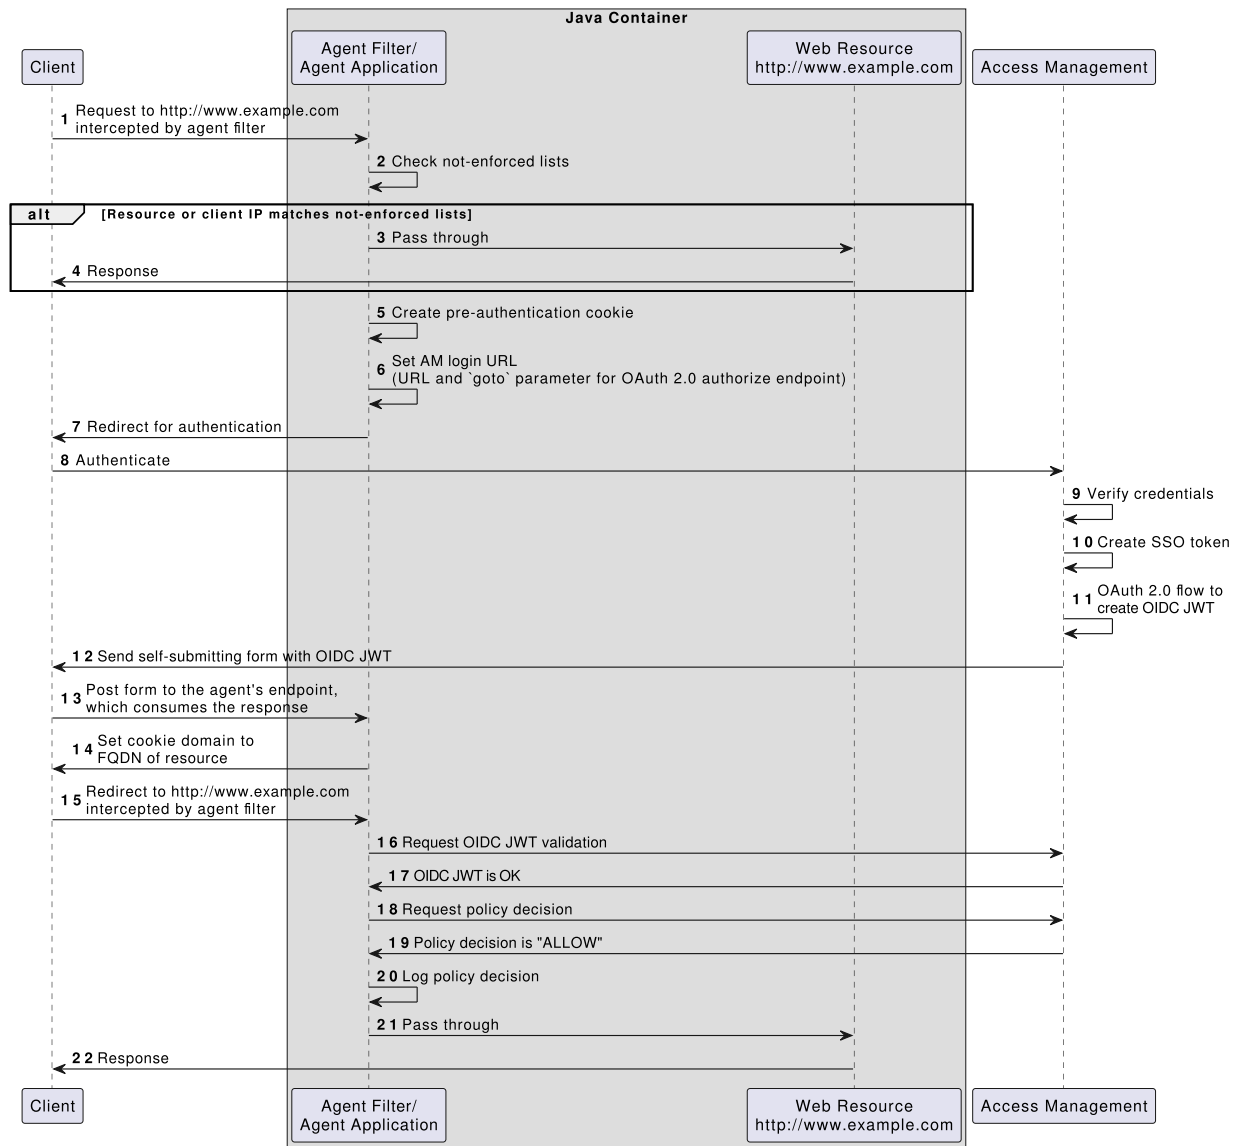 Java Container
Client
Agent Filter/
Agent Application
Web Resource
http://www.example.com
Access Management
1 Request to http://www.example.com
intercepted by agent filter
2 Check not-enforced lists
alt [Resource or client IP matches not-enforced lists]
3 Pass through
4 Response
5 Create pre-authentication cookie
6 Set AM login URL
(URL and `goto` parameter for OAuth 2.0 authorize endpoint)
7 Redirect for authentication
8 Authenticate
9 Verify credentials
10 Create SSO token
11 OAuth 2.0 flow to
create OIDC JWT
12 Send self-submitting form with OIDC JWT
13 Post form to the agent's endpoint,
which consumes the response
14 Set cookie domain to
FQDN of resource
15 Redirect to http://www.example.com
intercepted by agent filter
16 Request OIDC JWT validation
17 OIDC JWT is OK
18 Request policy decision
19 Policy decision is "ALLOW"
20 Log policy decision
21 Pass through
22 Response
Client
Agent Filter/
Agent Application
Web Resource
http://www.example.com
Access Management